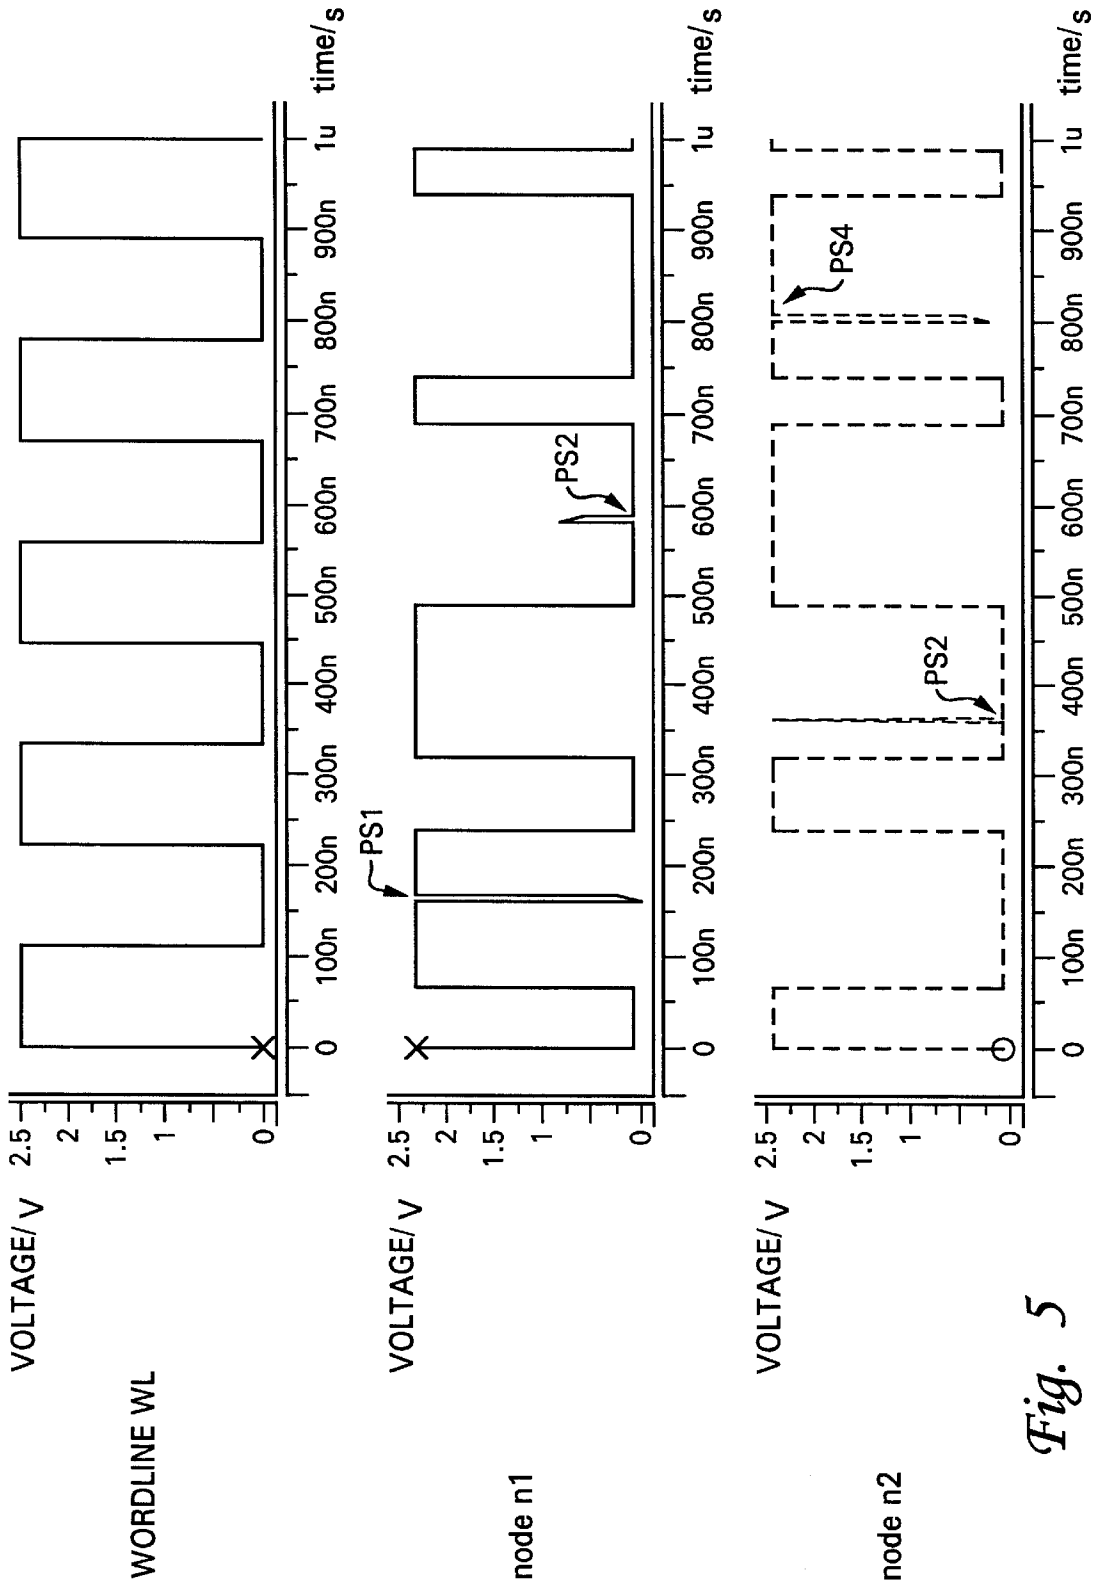 VOLTAGE/V
2.5
2
1.5
1
0
WORDLINE WL
0
100n
200n
300n
400n
500n
600n
700n
800n
900n
1u
time/s
VOLTAGE/V
2.5
2
1.5
1
0
node n1
PS1
PS2
0
100n
200n
300n
400n
500n
600n
700n
800n
900n
1u
time/s
VOLTAGE/V
2.5
2
1.5
1
0
node n2
PS2
PS4
0
100n
200n
300n
400n
500n
600n
700n
800n
900n
1u
time/s
Fig. 5